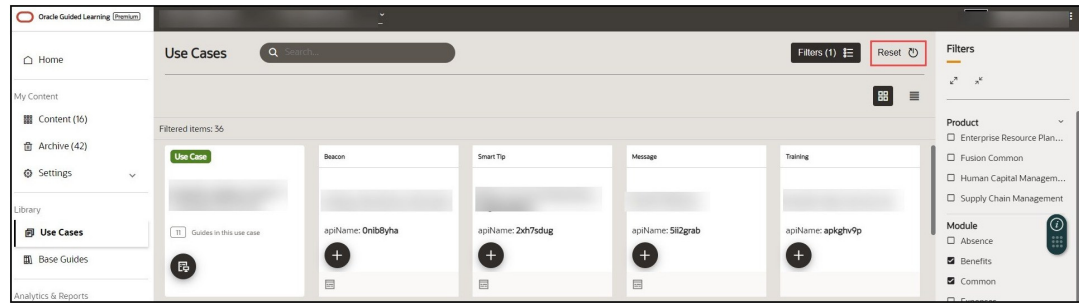 Oracle Guided Learning Premium
Home
My Content
Content (16)
Archive (42)
Settings
Library
Use Cases
Base Guides
Analytics & Reports
Use Cases
Search...
Filters (1)
Reset
Filtered items: 36
Use Case
11 Guides in this use case
Beacon
apiName: 0nib8yha
Smart Tip
apiName: 2xh7sdug
Message
apiName: 5ii2grab
Training
apiName: apkghv9p
Filters
Product
Enterprise Resource Plan...
Fusion Common
Human Capital Managem...
Supply Chain Management
Module
Absence
Benefits
Common
Expenses